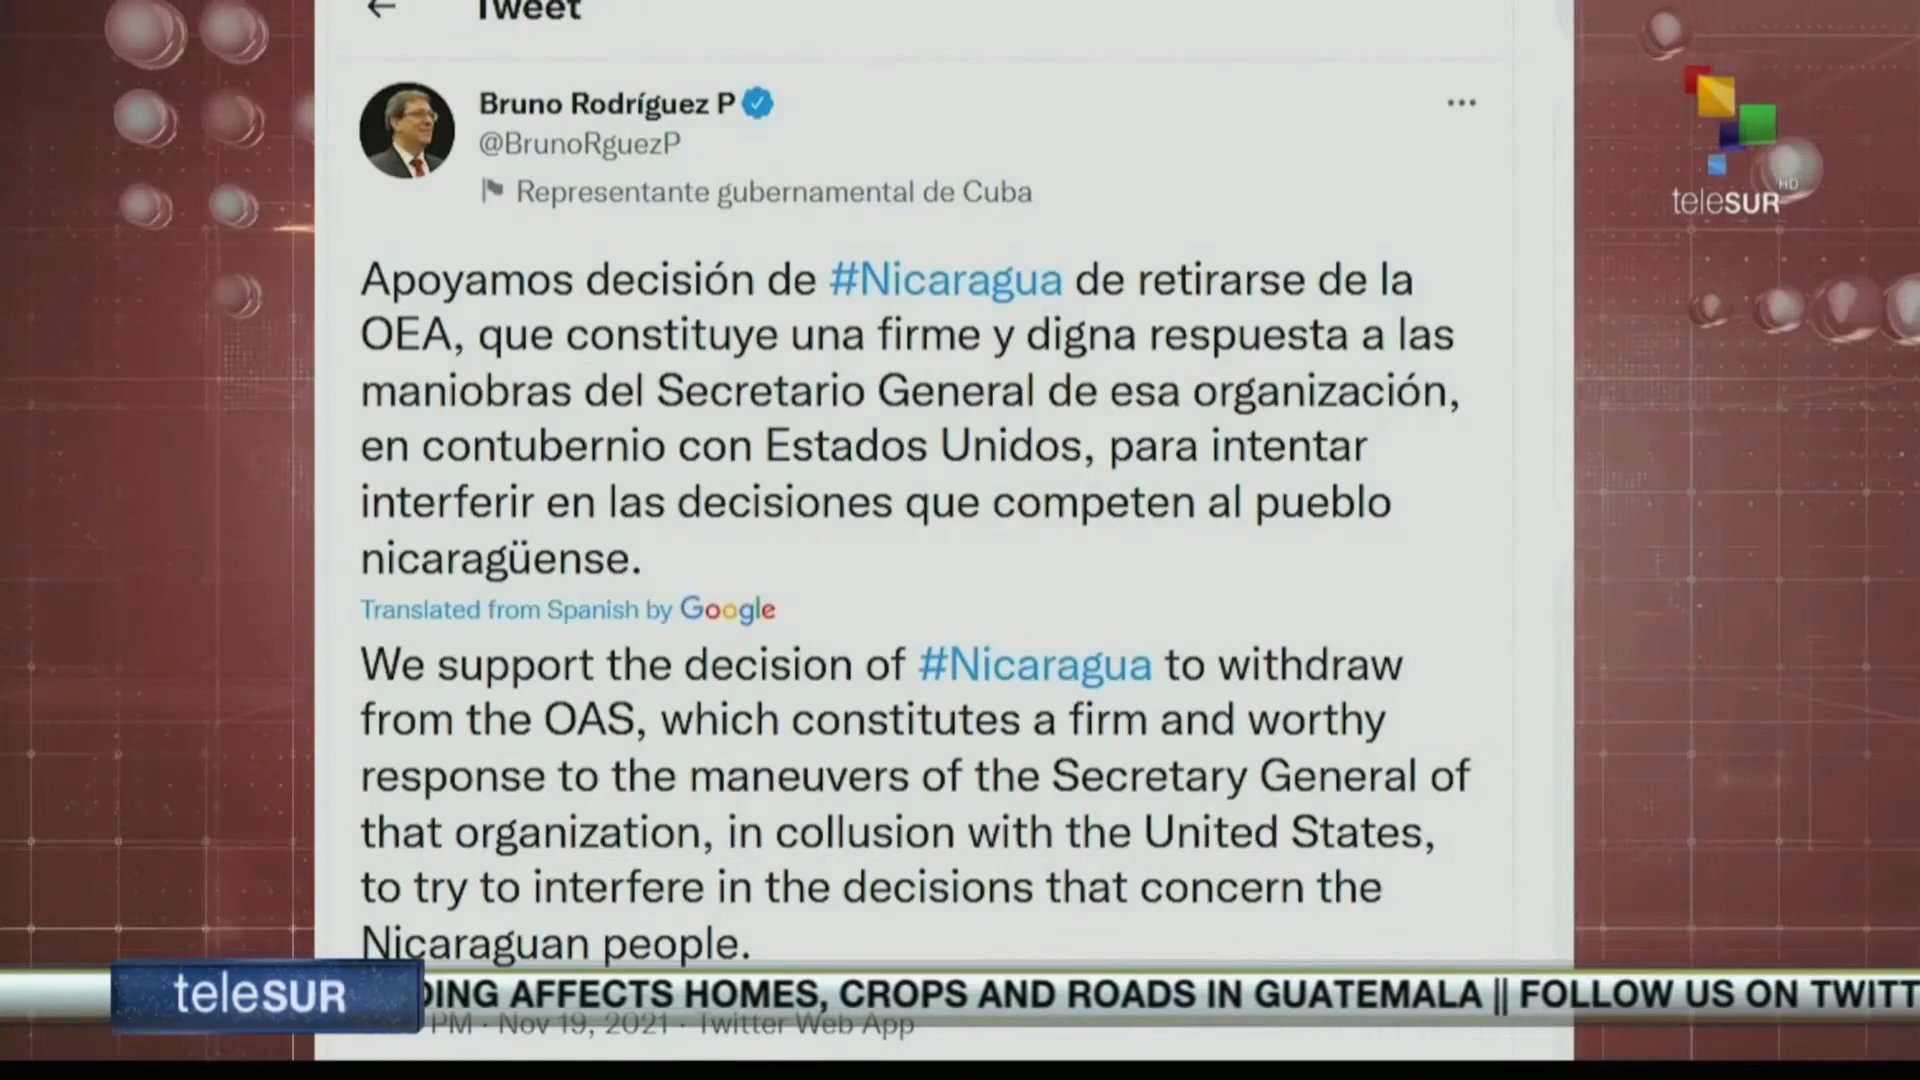 Tweet
Bruno Rodríguez P
@BrunoRguezP
Representante gubernamental de Cuba
HD
teleSUR
Apoyamos decisión de #Nicaragua de retirarse de la
OEA, que constituye una firme y digna respuesta a las
maniobras del Secretario General de esa organización,
en contubernio con Estados Unidos, para intentar
interferir en las decisiones que competen al pueblo
nicaragüense.
Translated from Spanish by Google
We support the decision of #Nicaragua to withdraw
from the OAS, which constitutes a firm and worthy
response to the maneuvers of the Secretary General of
that organization, in collusion with the United States,
to try to interfere in the decisions that concern the
Nicaraguan people.
teleSUR
DING AFFECTS HOMES, CROPS AND ROADS IN GUATEMALA || FOLLOW US ON TWITT
PM · Nov 19, 2021 · Twitter Web App